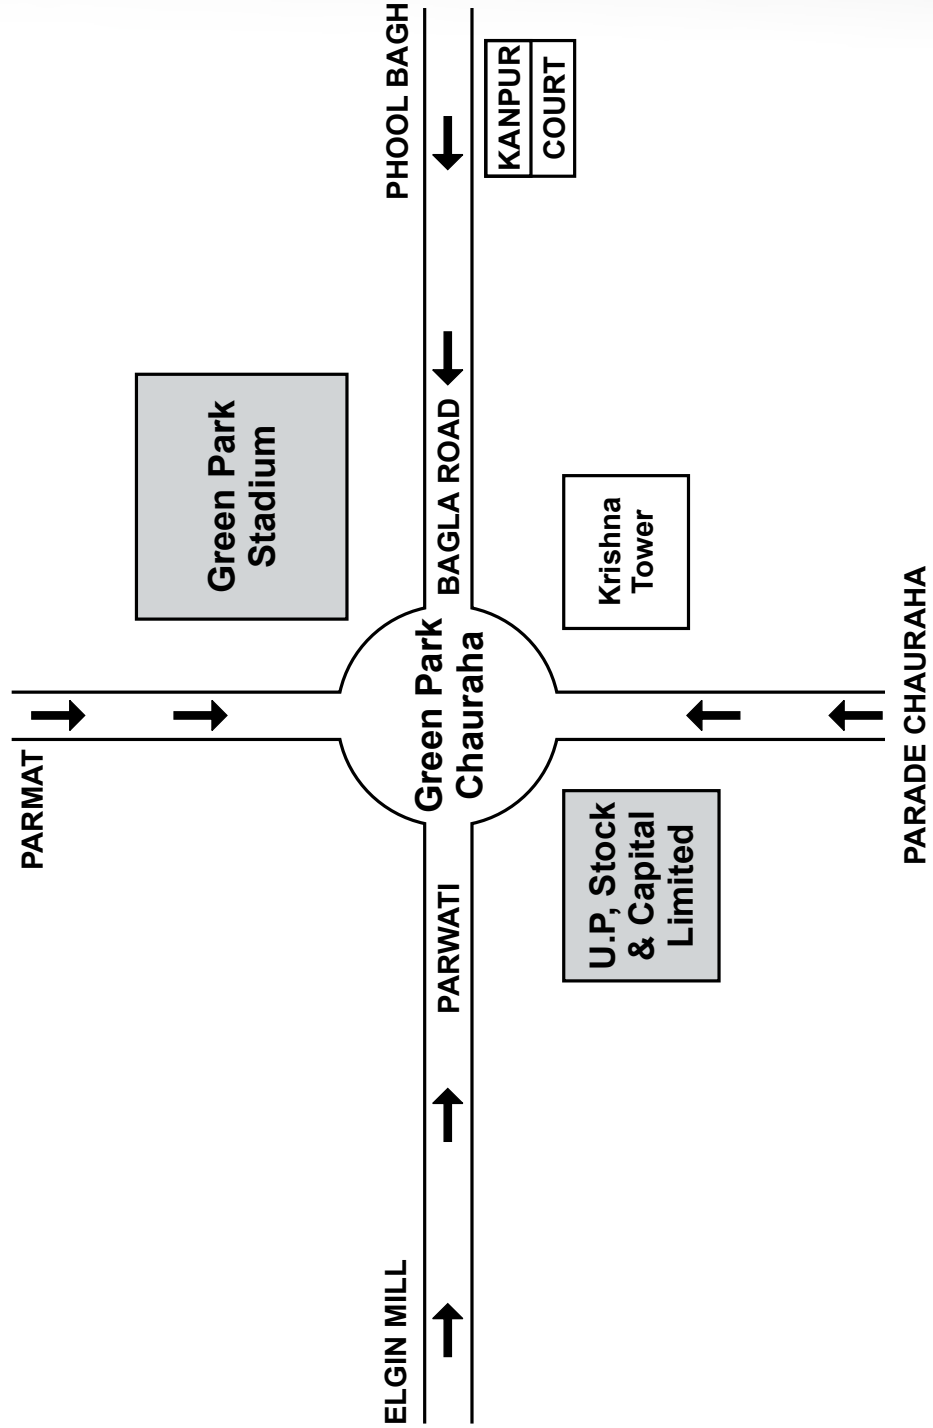 PARMAT
Green Park
Stadium
ELGIN MILL
PHOOL BAGH
PARWATI
Green Park
Chauraha
BAGLA ROAD
KANPUR
COURT
U.P, Stock
& Capital
Limited
Krishna
Tower
PARADE CHAURAHA